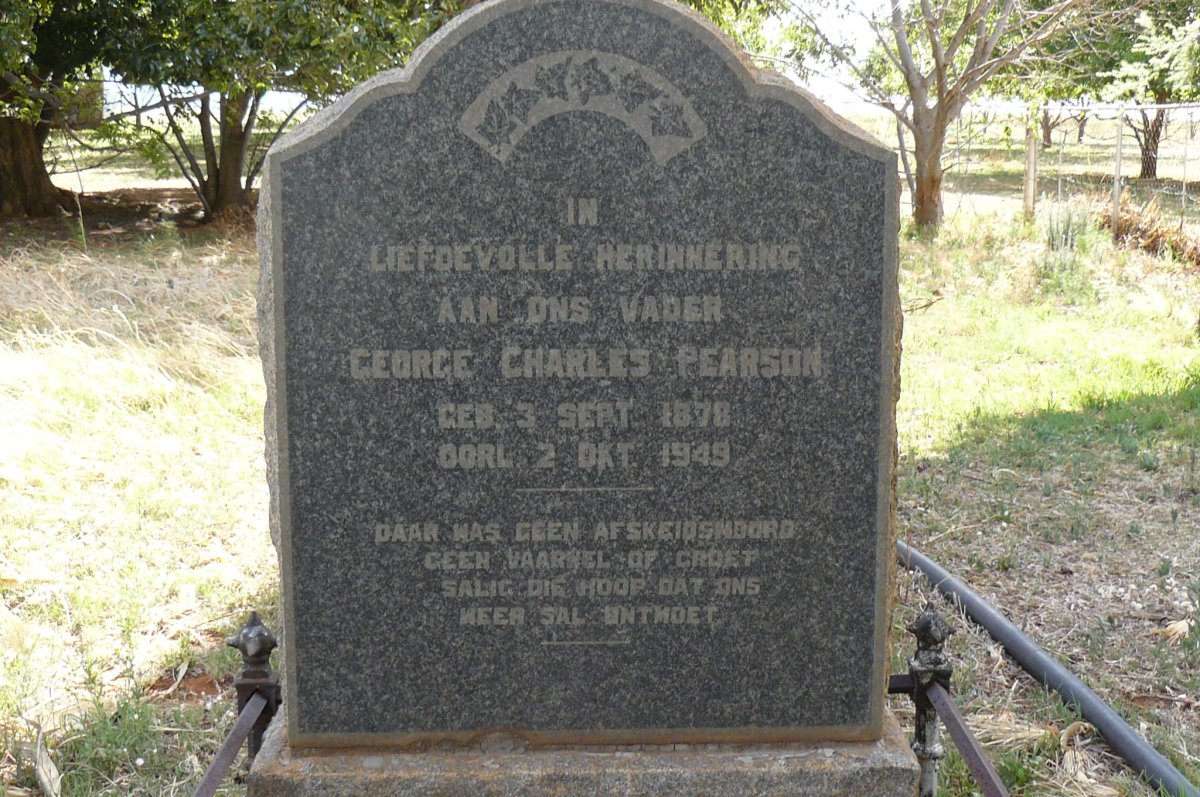 IN
LIEFDEVOLLE HERINNERING
AAN ONS VADER
GEORGE CHARLES PEARSON
GEB. 3 SEPT. 1878
OORL. 2 OKT. 1949
DAAR WAS GEEN AFSKEIDSWOORD
GEEN VAARWEL OF GROET
SALIG DIE HOOP DAT ONS
WEER SAL ONTMOET.